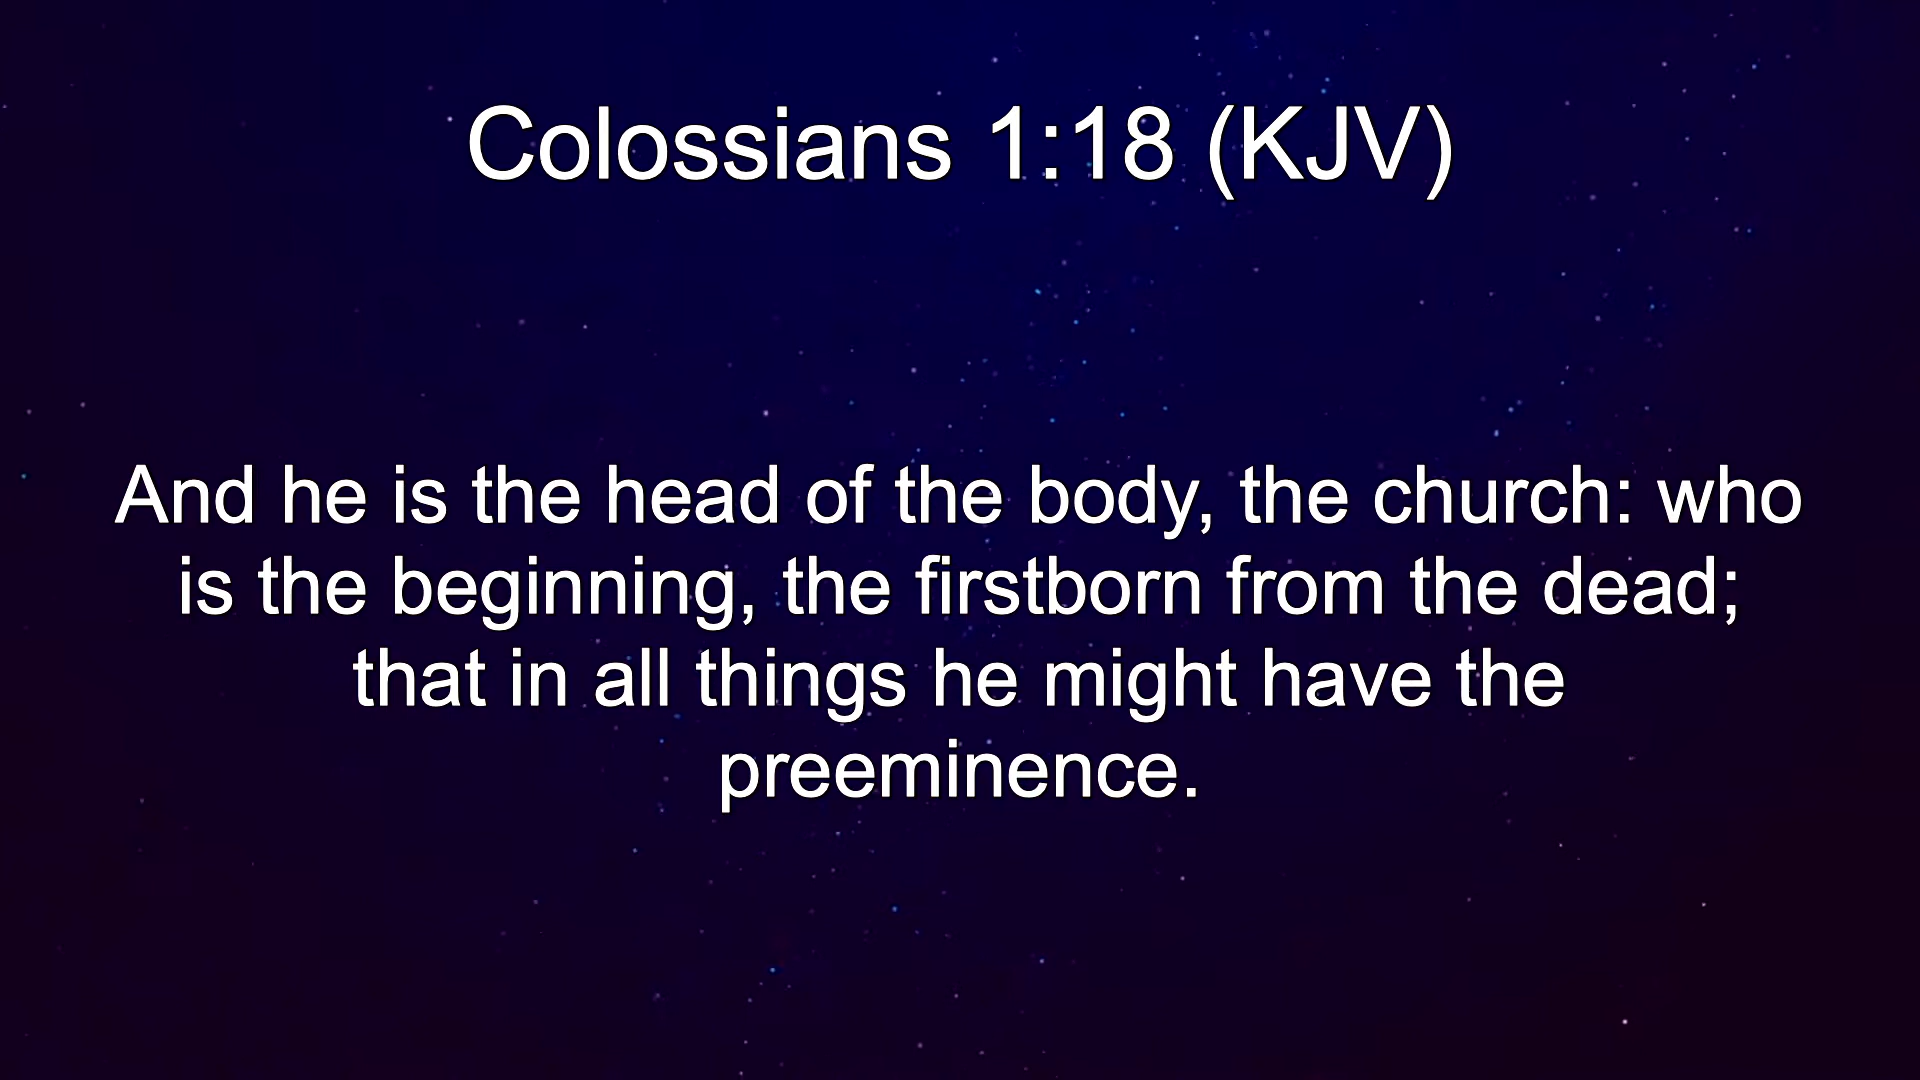 Colossians 1:18 (KJV)
And he is the head of the body, the church: who
is the beginning, the firstborn from the dead;
that in all things he might have the
preeminence.